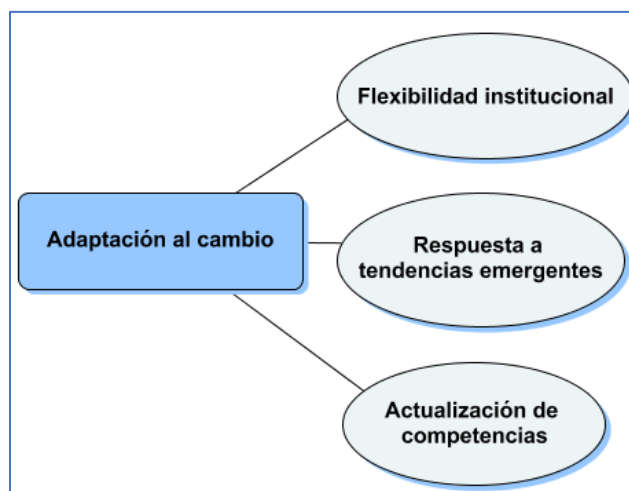 Flexibilidad institucional
Adaptación al cambio
Respuesta a
tendencias emergentes
Actualización de
competencias